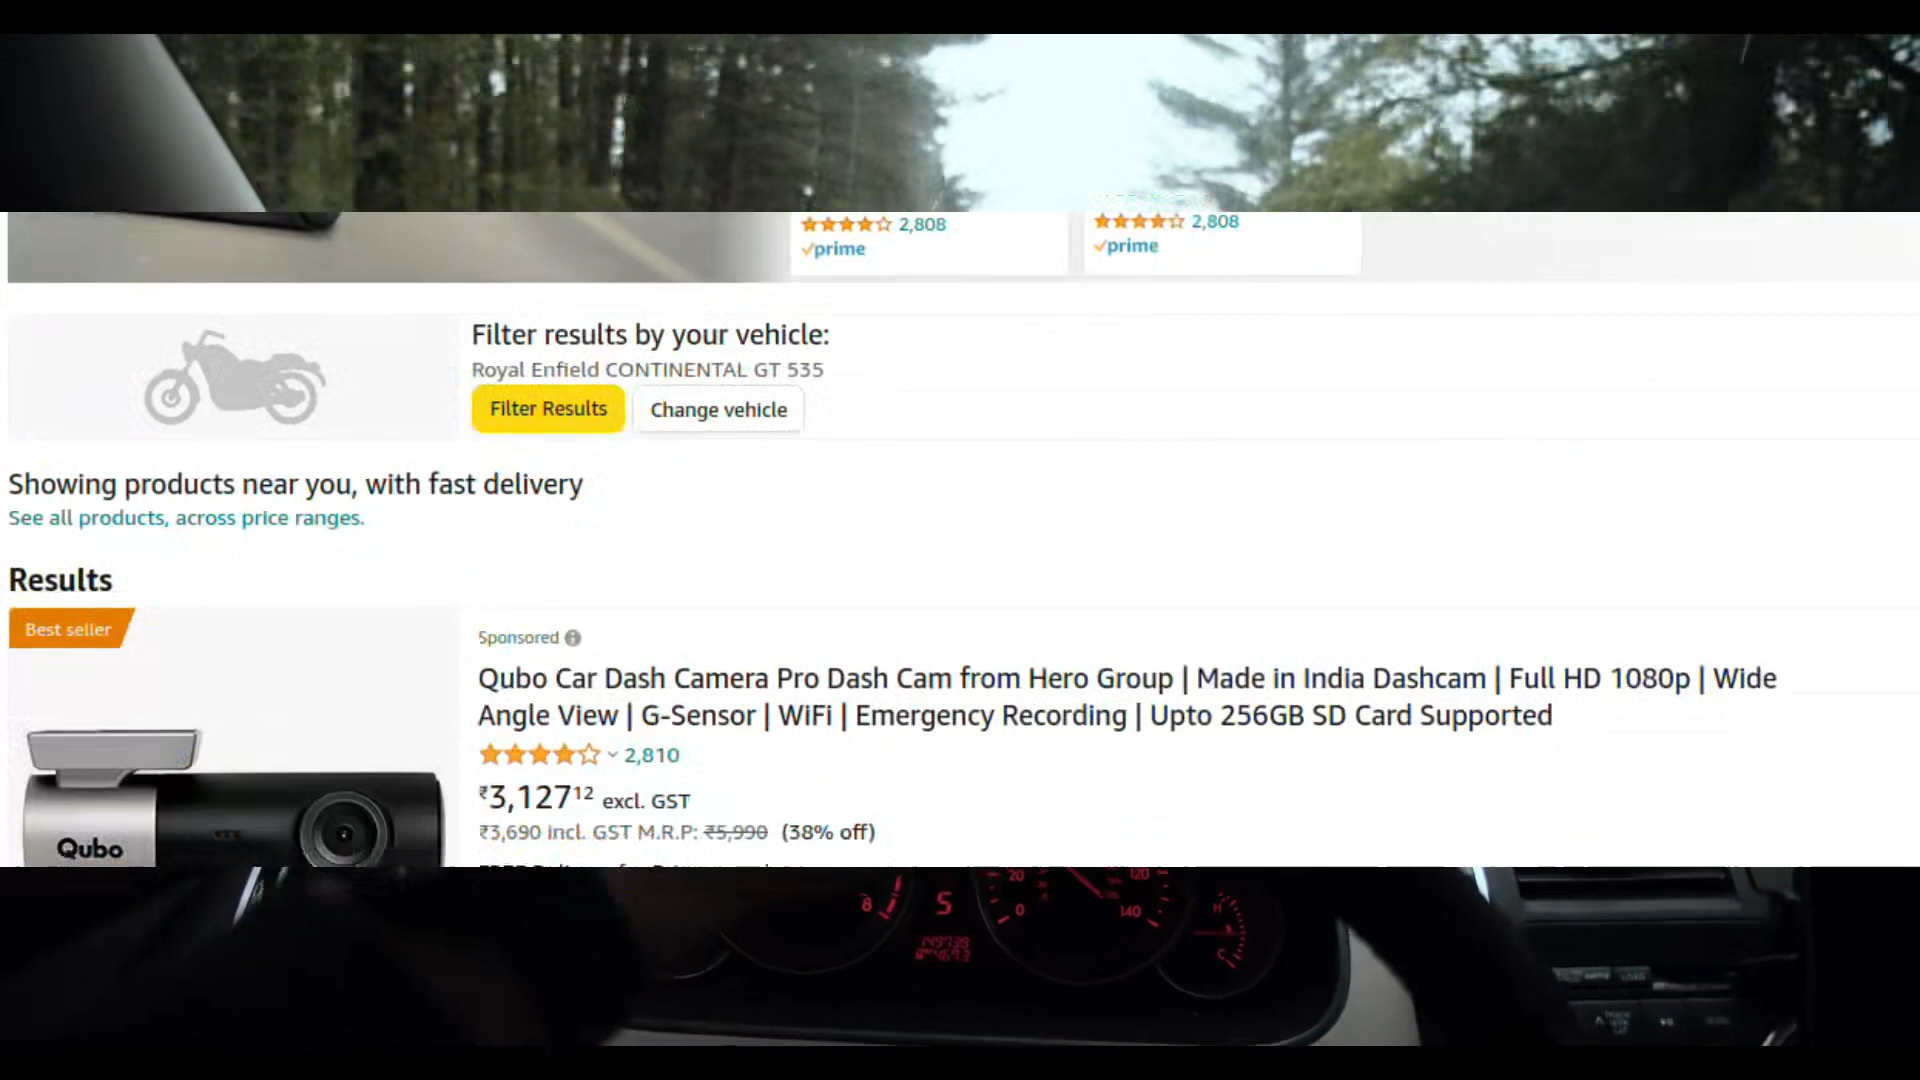 2,808
2,808
prime
prime
Filter results by your vehicle:
Royal Enfield CONTINENTAL GT 535
Filter Results
Change vehicle
Showing products near you, with fast delivery
See all products, across price ranges.
Results
Best seller
Sponsored
Qubo Car Dash Camera Pro Dash Cam from Hero Group | Made in India Dashcam | Full HD 1080p | Wide
Angle View | G-Sensor | WiFi | Emergency Recording | Upto 256GB SD Card Supported
2,810
₹3,12712 excl. GST
₹3,690 incl. GST M.R.P: ₹5,990 (38% off)
Qubo
20
120
8
S
0
140
H
C
LOAD